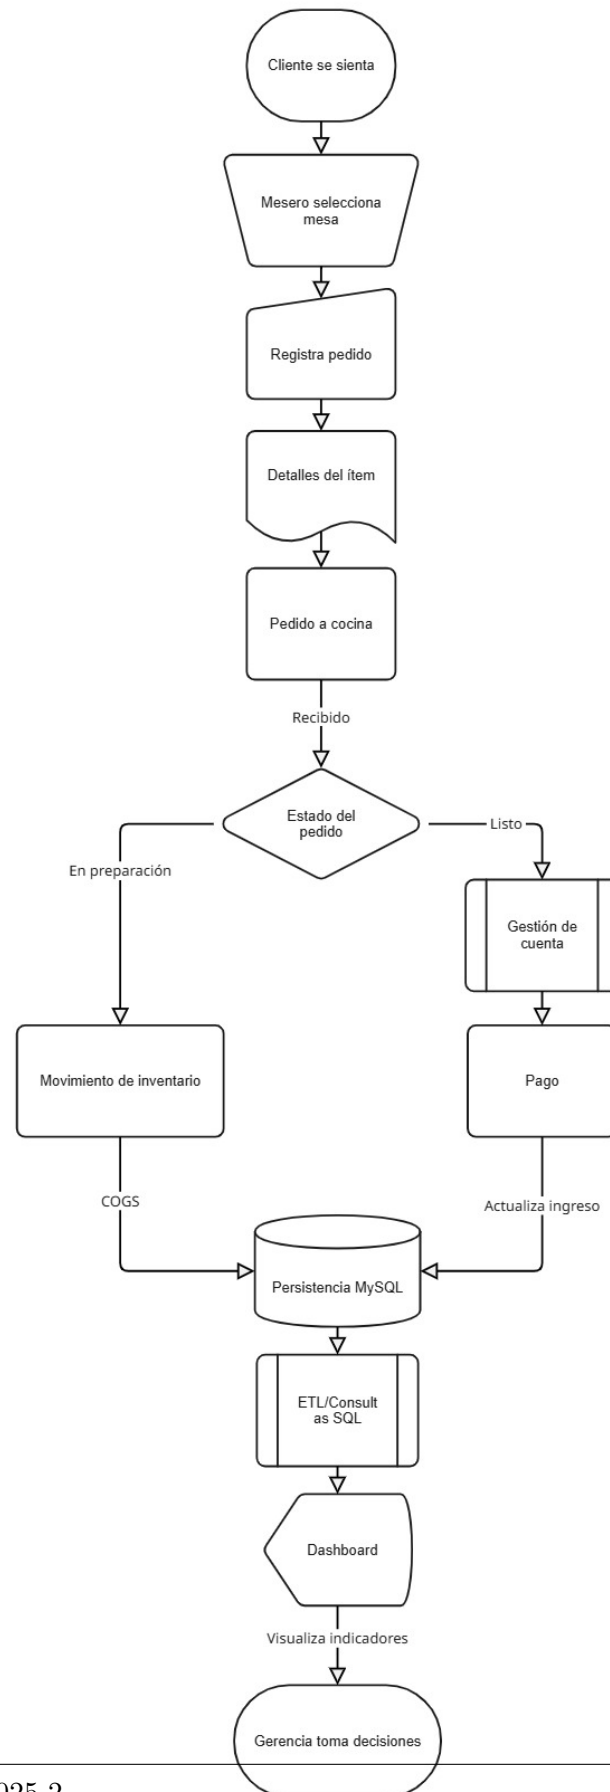 Cliente se sienta
Mesero selecciona
mesa
Registra pedido
Detalles del ítem
Pedido a cocina
Recibido
Estado del
pedido
Listo
En preparación
Gestión de
cuenta
Movimiento de inventario
Pago
COGS
Actualiza ingreso
Persistencia MySQL
ETL/Consult
as SQL
Dashboard
Visualiza indicadores
Gerencia toma decisiones